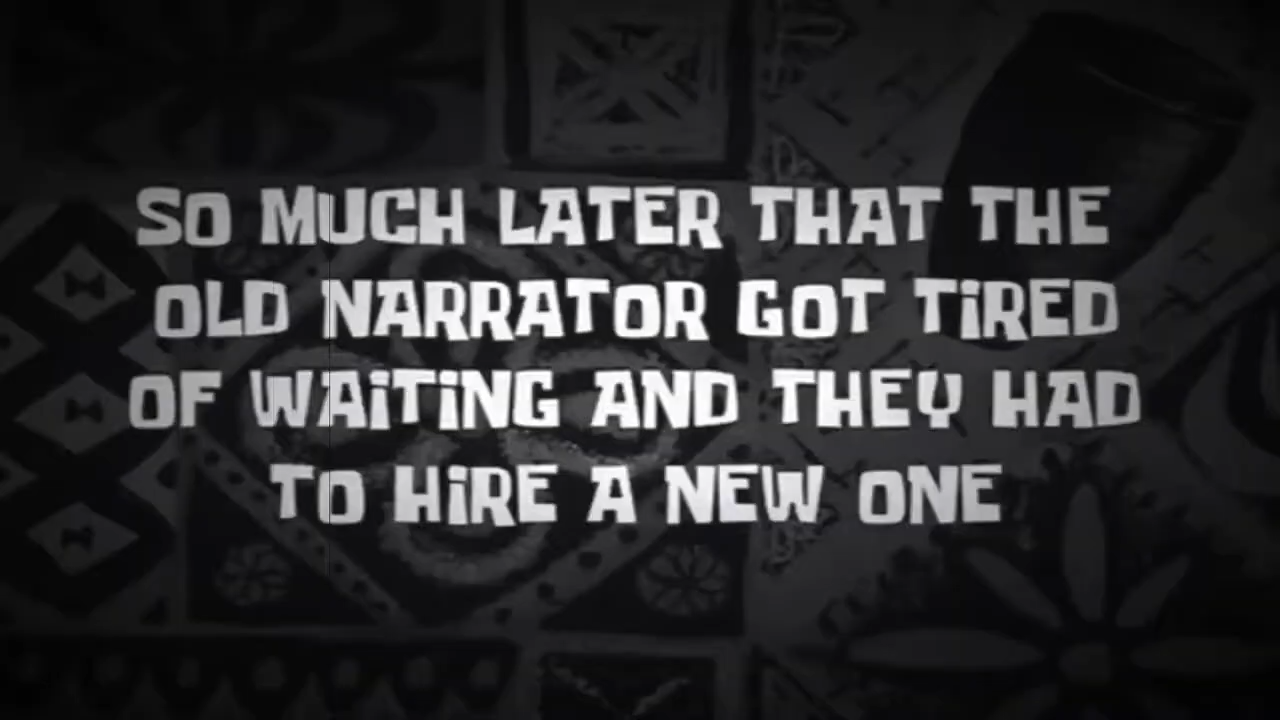 SO MUCH LATER THAT THE
OLD NARRATOR GOT TIRED
OF WAITING AND THEY HAD
TO HIRE A NEW ONE